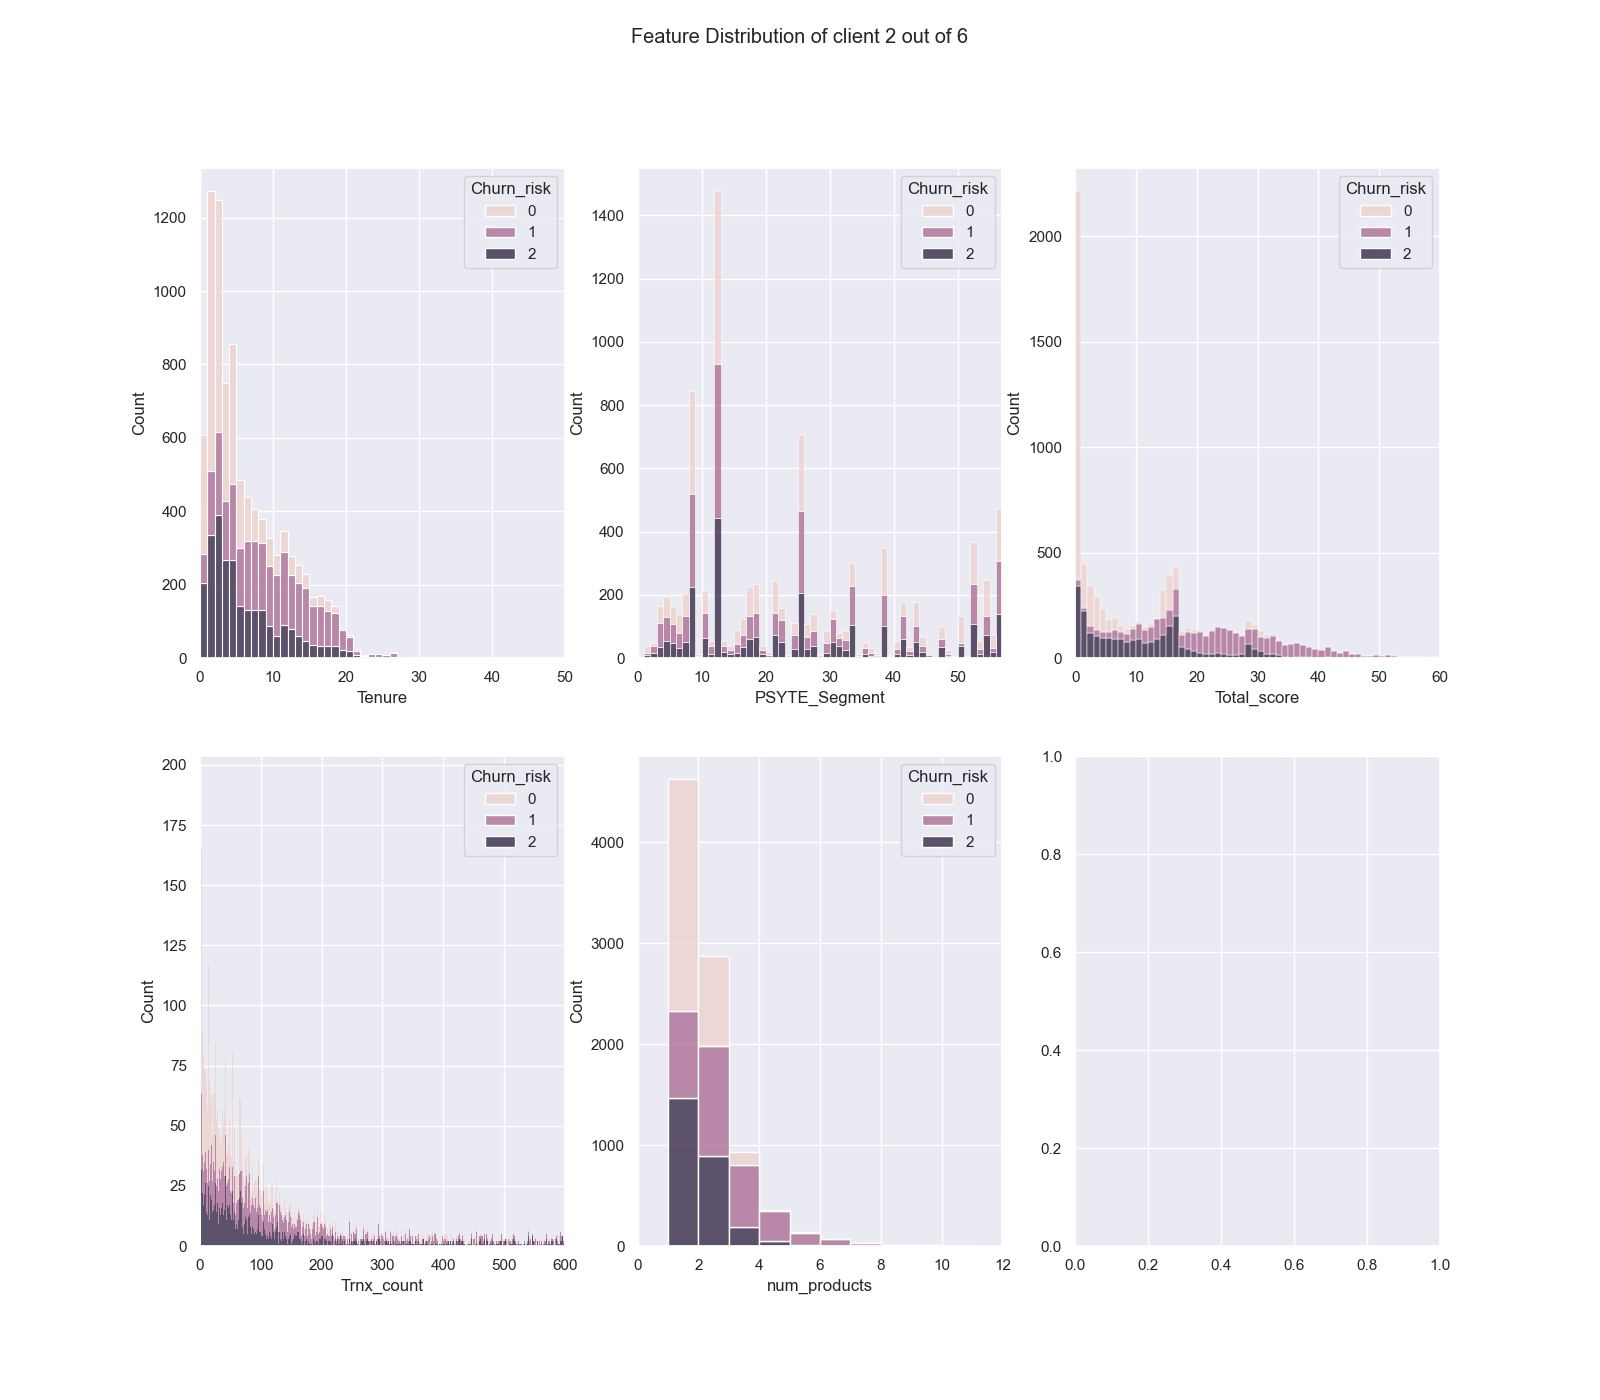 Feature Distribution of client 2 out of 6
Count
1200
1000
800
600
400
200
0
0 10 20 30 40 50
Tenure
Churn_risk
0
1
2
Count
1400
1200
1000
800
600
400
200
0
0 10 20 30 40 50
PSYTE_Segment
Churn_risk
0
1
2
Count
2000
1500
1000
500
0
0 10 20 30 40 50 60
Total_score
Churn_risk
0
1
2
Count
200
175
150
125
100
75
50
25
0
0 100 200 300 400 500 600
Trnx_count
Churn_risk
0
1
2
Count
4000
3000
2000
1000
0
0 2 4 6 8 10 12
num_products
Churn_risk
0
1
2
1.0
0.8
0.6
0.4
0.2
0.0
0.0 0.2 0.4 0.6 0.8 1.0